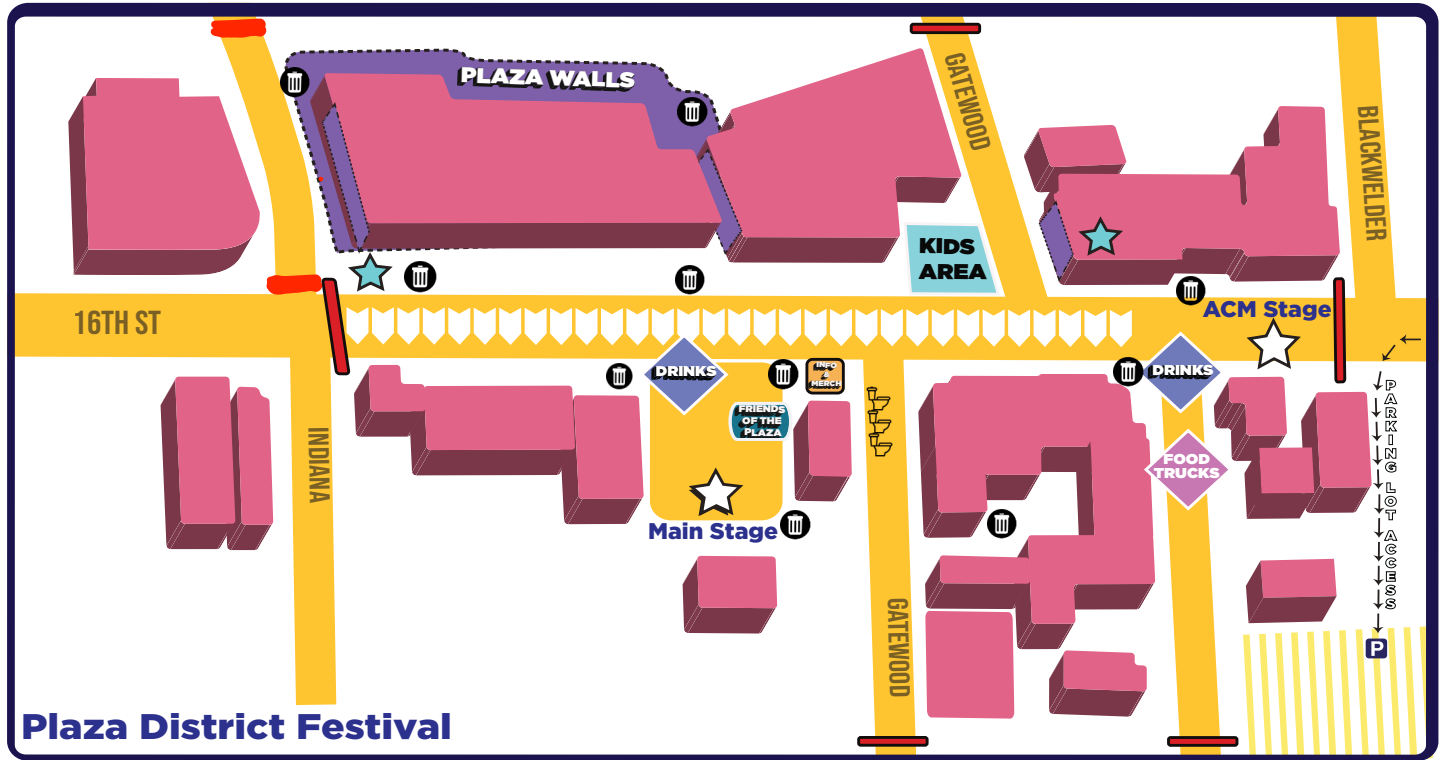 PLAZA WALLS
GATEWOOD
BLACKWELDER
KIDS
AREA
16TH ST
ACM Stage
DRINKS
INFO
&
MERCH
DRINKS
FRIENDS
OF THE
PLAZA
INDIANA
FOOD
TRUCKS
PARKING LOT ACCESS
Main Stage
GATEWOOD
P
Plaza District Festival